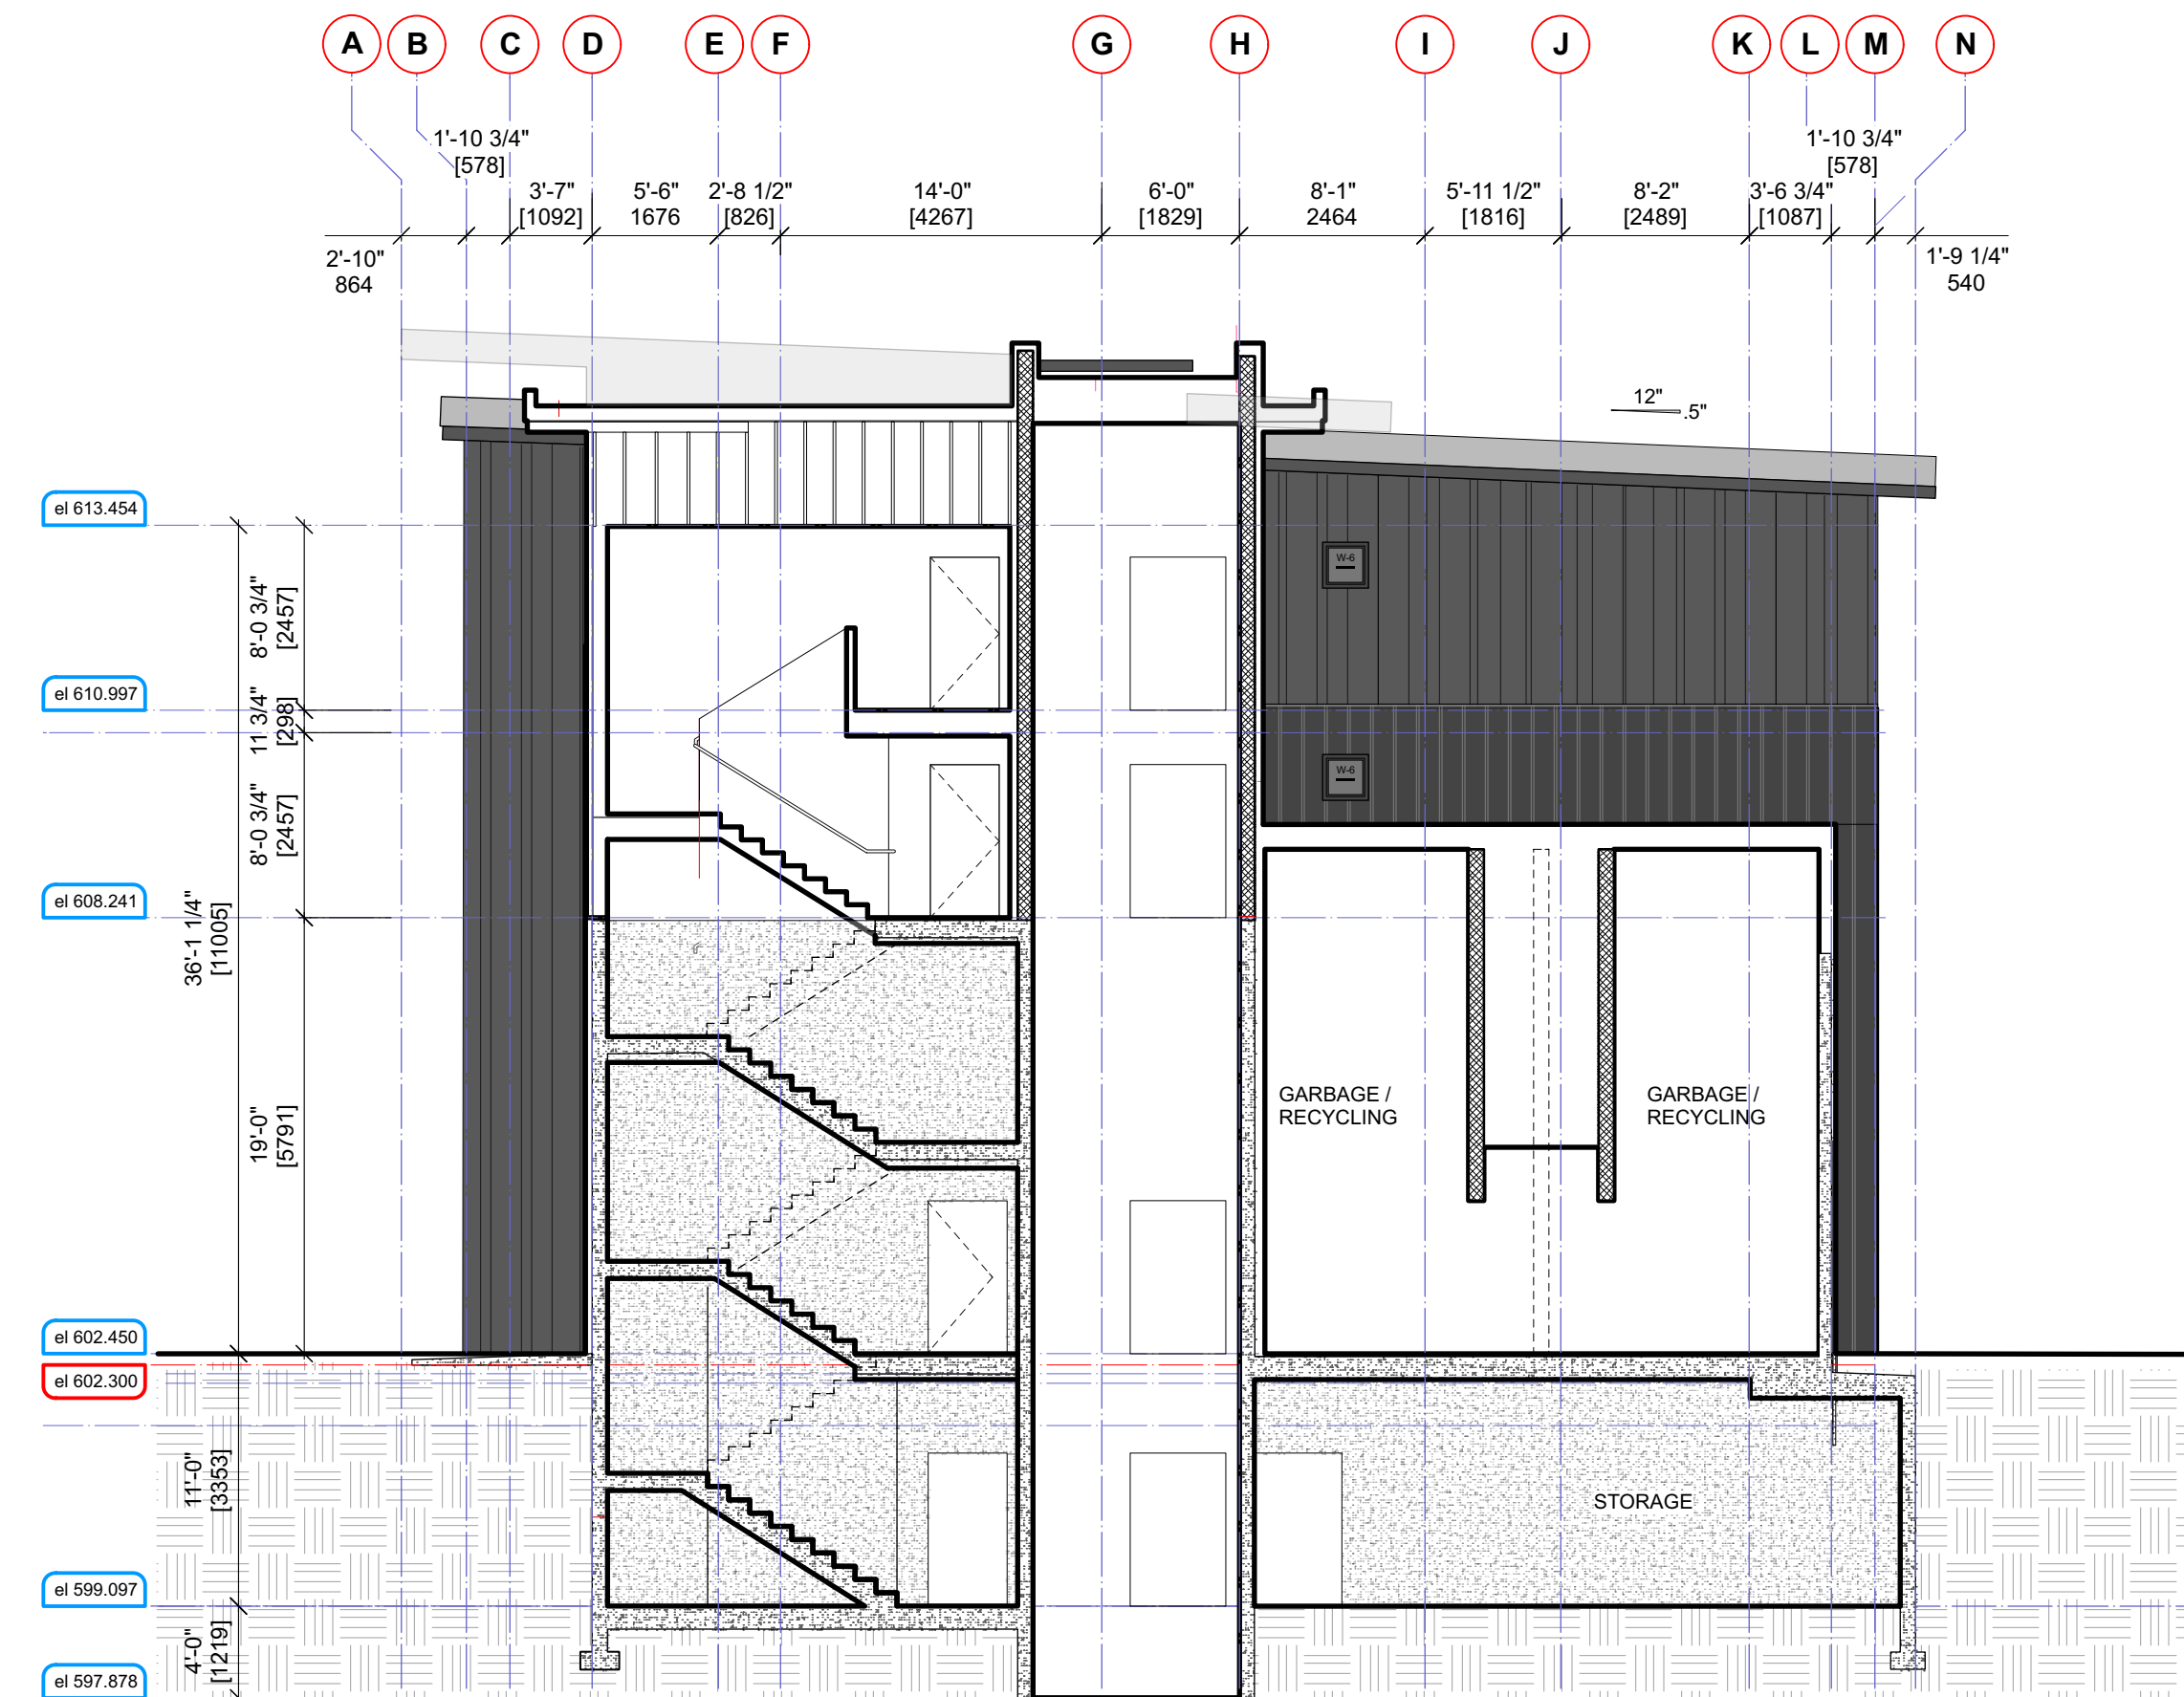 A B C D E F G H I J K L M N
1'-10 3/4"
[578]
1'-10 3/4"
[578]
3'-7"
[1092]
5'-6"
1676
2'-8 1/2"
[826]
14'-0"
[4267]
6'-0"
[1829]
8'-1"
2464
5'-11 1/2"
[1816]
8'-2"
[2489]
3'-6 3/4"
[1087]
2'-10"
864
1'-9 1/4"
540
12"
.5"
el 613.454
W-6
8'-0 3/4"
[2457]
el 610.997
11 3/4"
[298]
W-6
8'-0 3/4"
[2457]
el 608.241
36'-1 1/4"
[11005]
GARBAGE /
RECYCLING
GARBAGE /
RECYCLING
19'-0"
[5791]
el 602.450
el 602.300
11'-0"
[3353]
STORAGE
el 599.097
4'-0"
[1219]
el 597.878